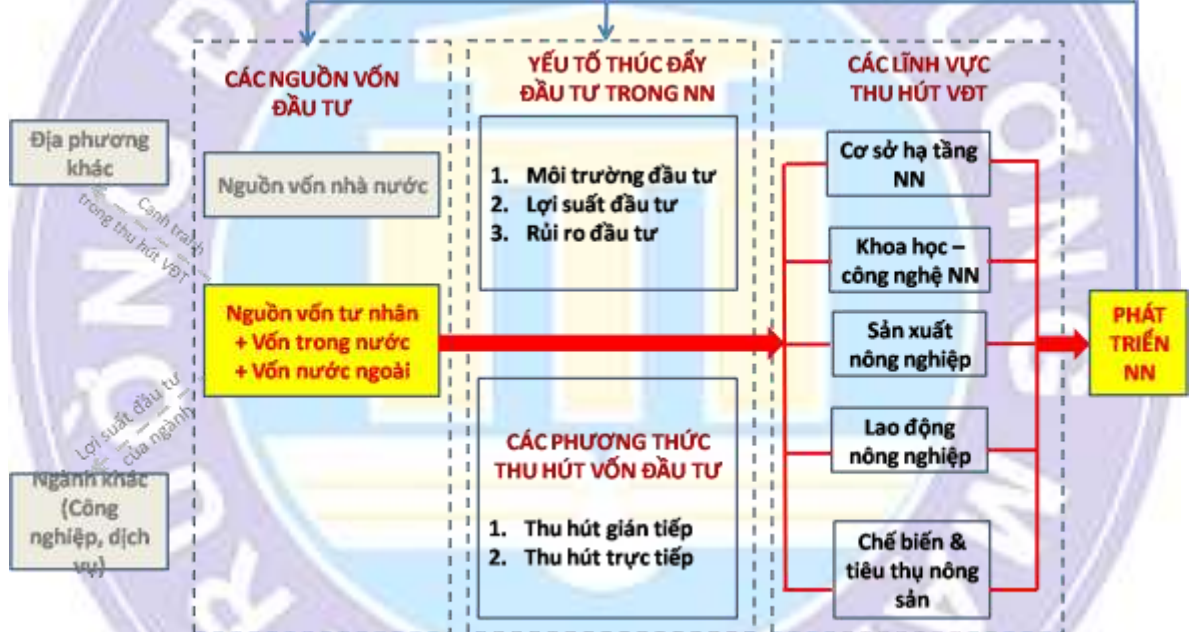 CÁC NGUỒN VỐN
ĐẦU TƯ
YẾU TỐ THÚC ĐẨY
ĐẦU TƯ TRONG NN
CÁC LĨNH VỰC
THU HÚT VĐT
Địa phương
khác
Cạnh tranh
trong thu hút VĐT
Nguồn vốn nhà nước
Nguồn vốn tư nhân
+ Vốn trong nước
+ Vốn nước ngoài
Lợi suất đầu tư
của ngành
Ngành khác
(Công
nghiệp, dịch
vụ)
1. Môi trường đầu tư
2. Lợi suất đầu tư
3. Rủi ro đầu tư
CÁC PHƯƠNG THỨC
THU HÚT VỐN ĐẦU TƯ
1. Thu hút gián tiếp
2. Thu hút trực tiếp
Cơ sở hạ tầng
NN
Khoa học –
công nghệ NN
Sản xuất
nông nghiệp
Lao động
nông nghiệp
Chế biến &
tiêu thụ nông
sản
PHÁT
TRIỂN
NN